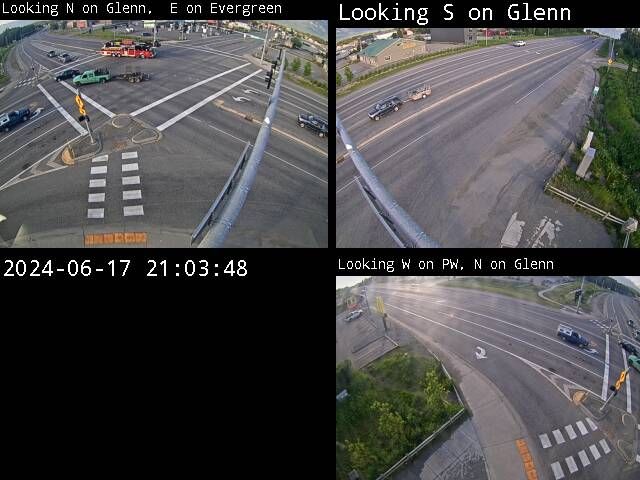 Looking N on Glenn,  E on Evergreen
Looking S on Glenn
2024-06-17 21:03:48
Looking W on PW, N on Glenn